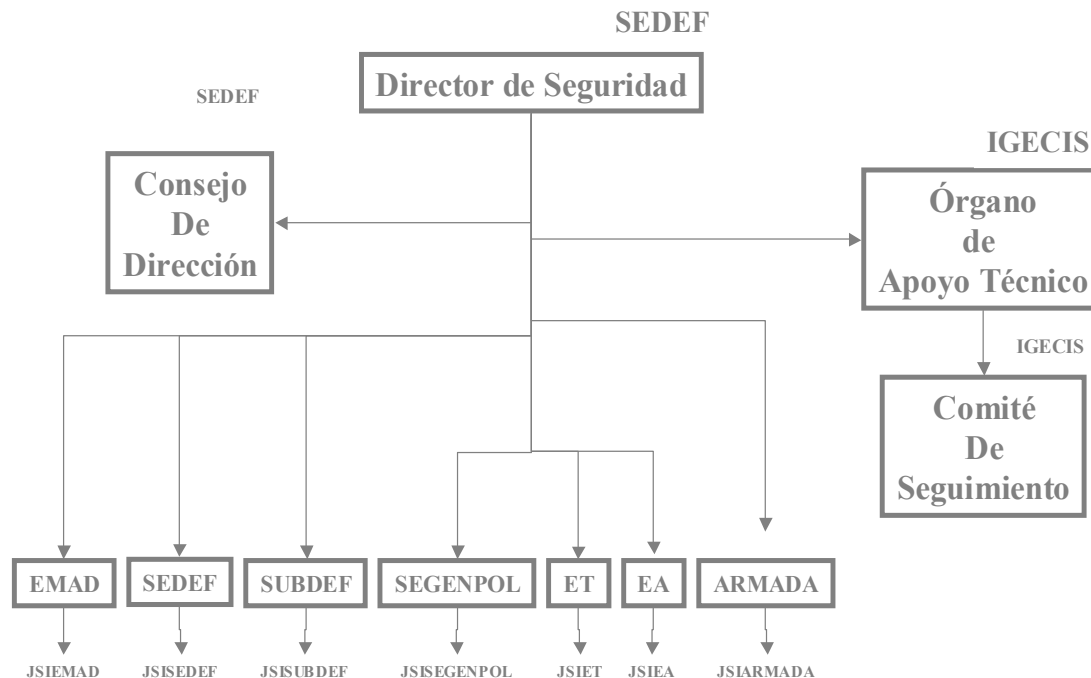 SEDEF
Director de Seguridad
SEDEF
Consejo
De
Dirección
IGECIS
Órgano
de
Apoyo Técnico
IGECIS
Comité
De
Seguimiento
EMAD
SEDEF
SUBDEF
SEGENPOL
ET
EA
ARMADA
JSIEMAD
JSISEDEF
JSISUBDEF
JSISEGENPOL
JSIET
JSIEA
JSIARMADA